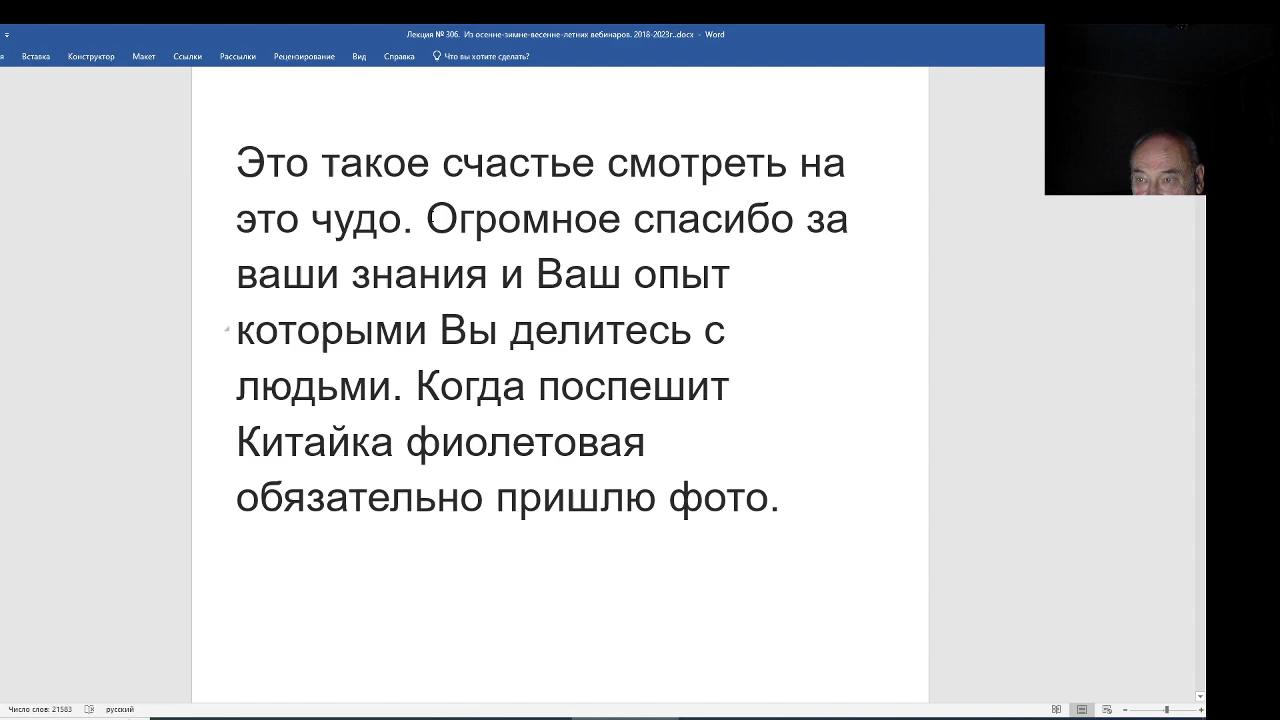 Лекция № 306. Из осенне-зимне-весенне-летних вебинаров. 2018-2023г..docx - Word
Вставка Конструктор Макет Ссылки Рассылки Рецензирование Вид Справка Что вы хотите сделать?
Это такое счастье смотреть на
это чудо. Огромное спасибо за
ваши знания и Ваш опыт
которыми Вы делитесь с
людьми. Когда поспешит
Китайка фиолетовая
обязательно пришлю фото.
Число слов: 21583 русский